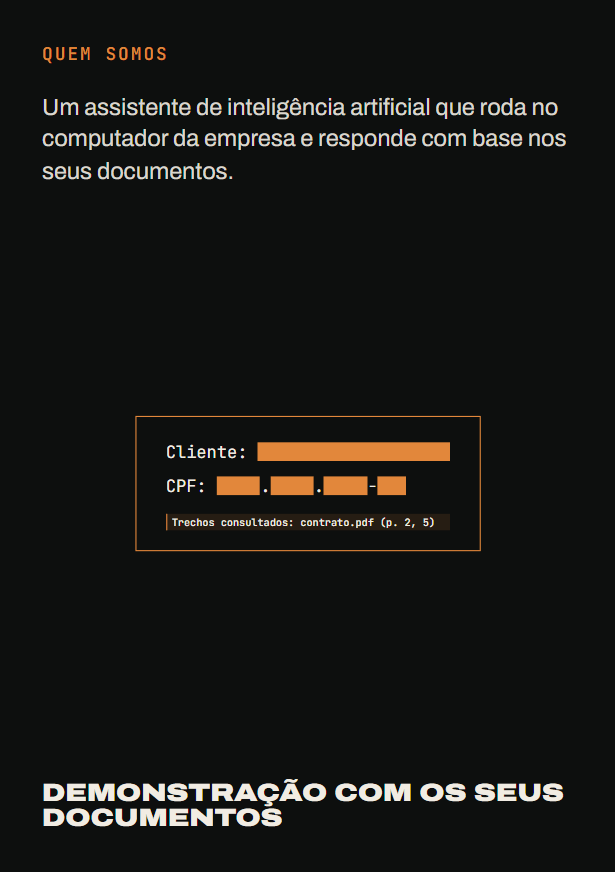 QUEM SOMOS
Um assistente de inteligência artificial que roda no
computador da empresa e responde com base nos
seus documentos.
Cliente:
CPF: . . -
Trechos consultados: contrato.pdf (p. 2, 5)
DEMONSTRAÇÃO COM OS SEUS
DOCUMENTOS